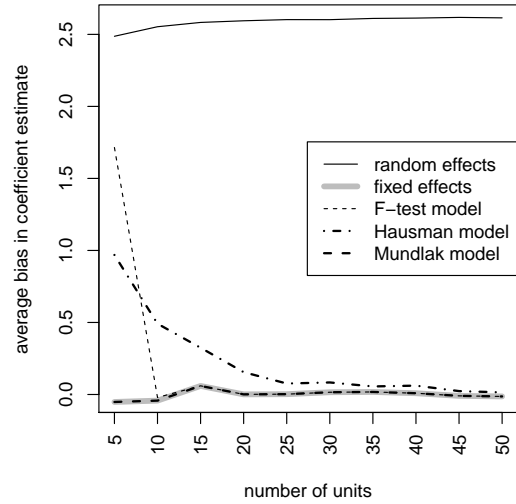 average bias in coefficient estimate
2.5
2.0
1.5
1.0
0.5
0.0
random effects
fixed effects
F−test model
Hausman model
Mundlak model
5
10
15
20
25
30
35
40
45
50
number of units